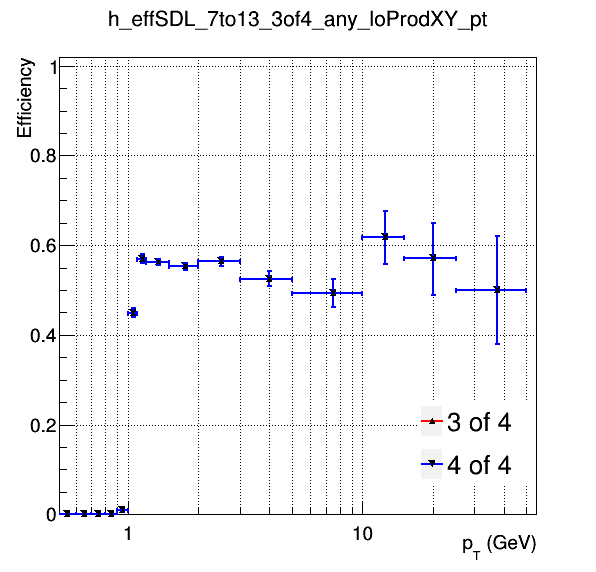 h_effSDL_7to13_3of4_any_loProdXY_pt
Efficiency
1
0.8
0.6
0.4
0.2
0
3 of 4
4 of 4
1
10
p_T (GeV)